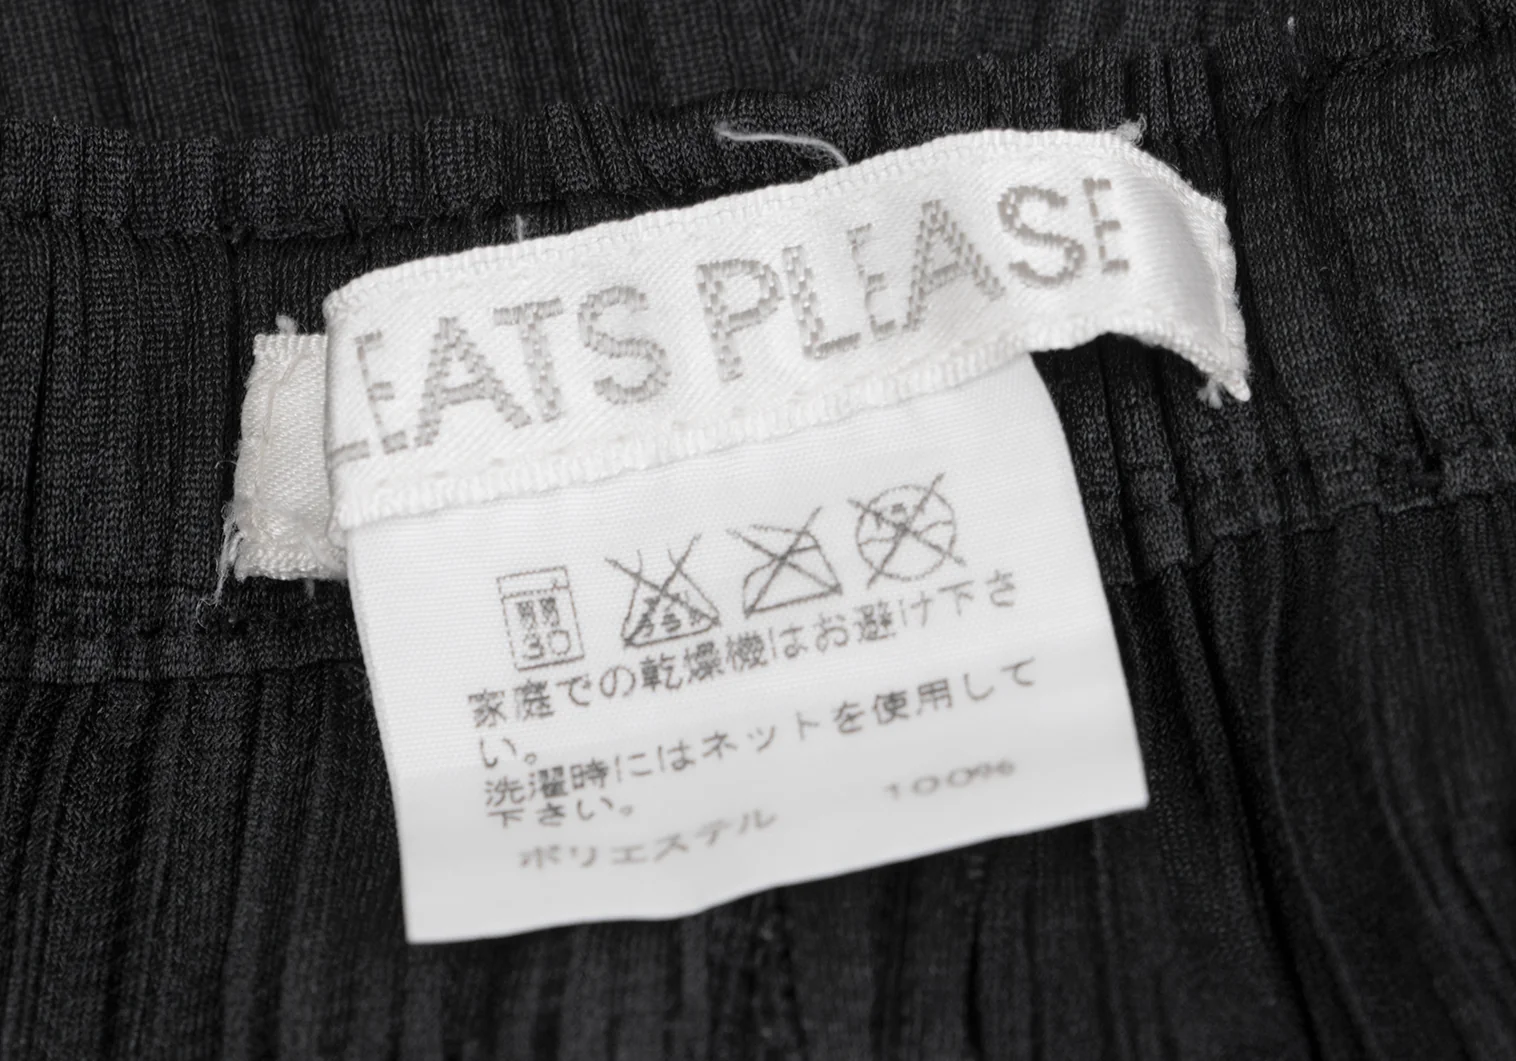 LEATS PLEASE
30
家庭での乾燥機はお避け下さ
い。
洗濯時にはネットを使用して
下さい。
ポリエステル 100%